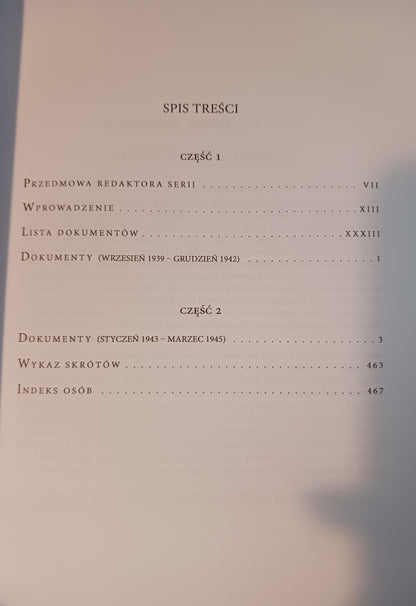 SPIS TREŚCI
CZĘŚĆ 1
PRZEDMOWA REDAKTORA SERII . . . . . . . . . . . . . . . . . . . . . . VII
WPROWADZENIE . . . . . . . . . . . . . . . . . . . . . . . . . . . . . . . . . . XIII
LISTA DOKUMENTÓW . . . . . . . . . . . . . . . . . . . . . . . . . . . . XXXIII
DOKUMENTY (WRZESIEŃ 1939 – GRUDZIEŃ 1942) . . . . . . . . . . . . . . . . . . 1
CZĘŚĆ 2
DOKUMENTY (STYCZEŃ 1943 – MARZEC 1945) . . . . . . . . . . . . . . . . . . . . . 3
WYKAZ SKRÓTÓW . . . . . . . . . . . . . . . . . . . . . . . . . . . . . . . . . 463
INDEKS OSÓB . . . . . . . . . . . . . . . . . . . . . . . . . . . . . . . . . . . . 467